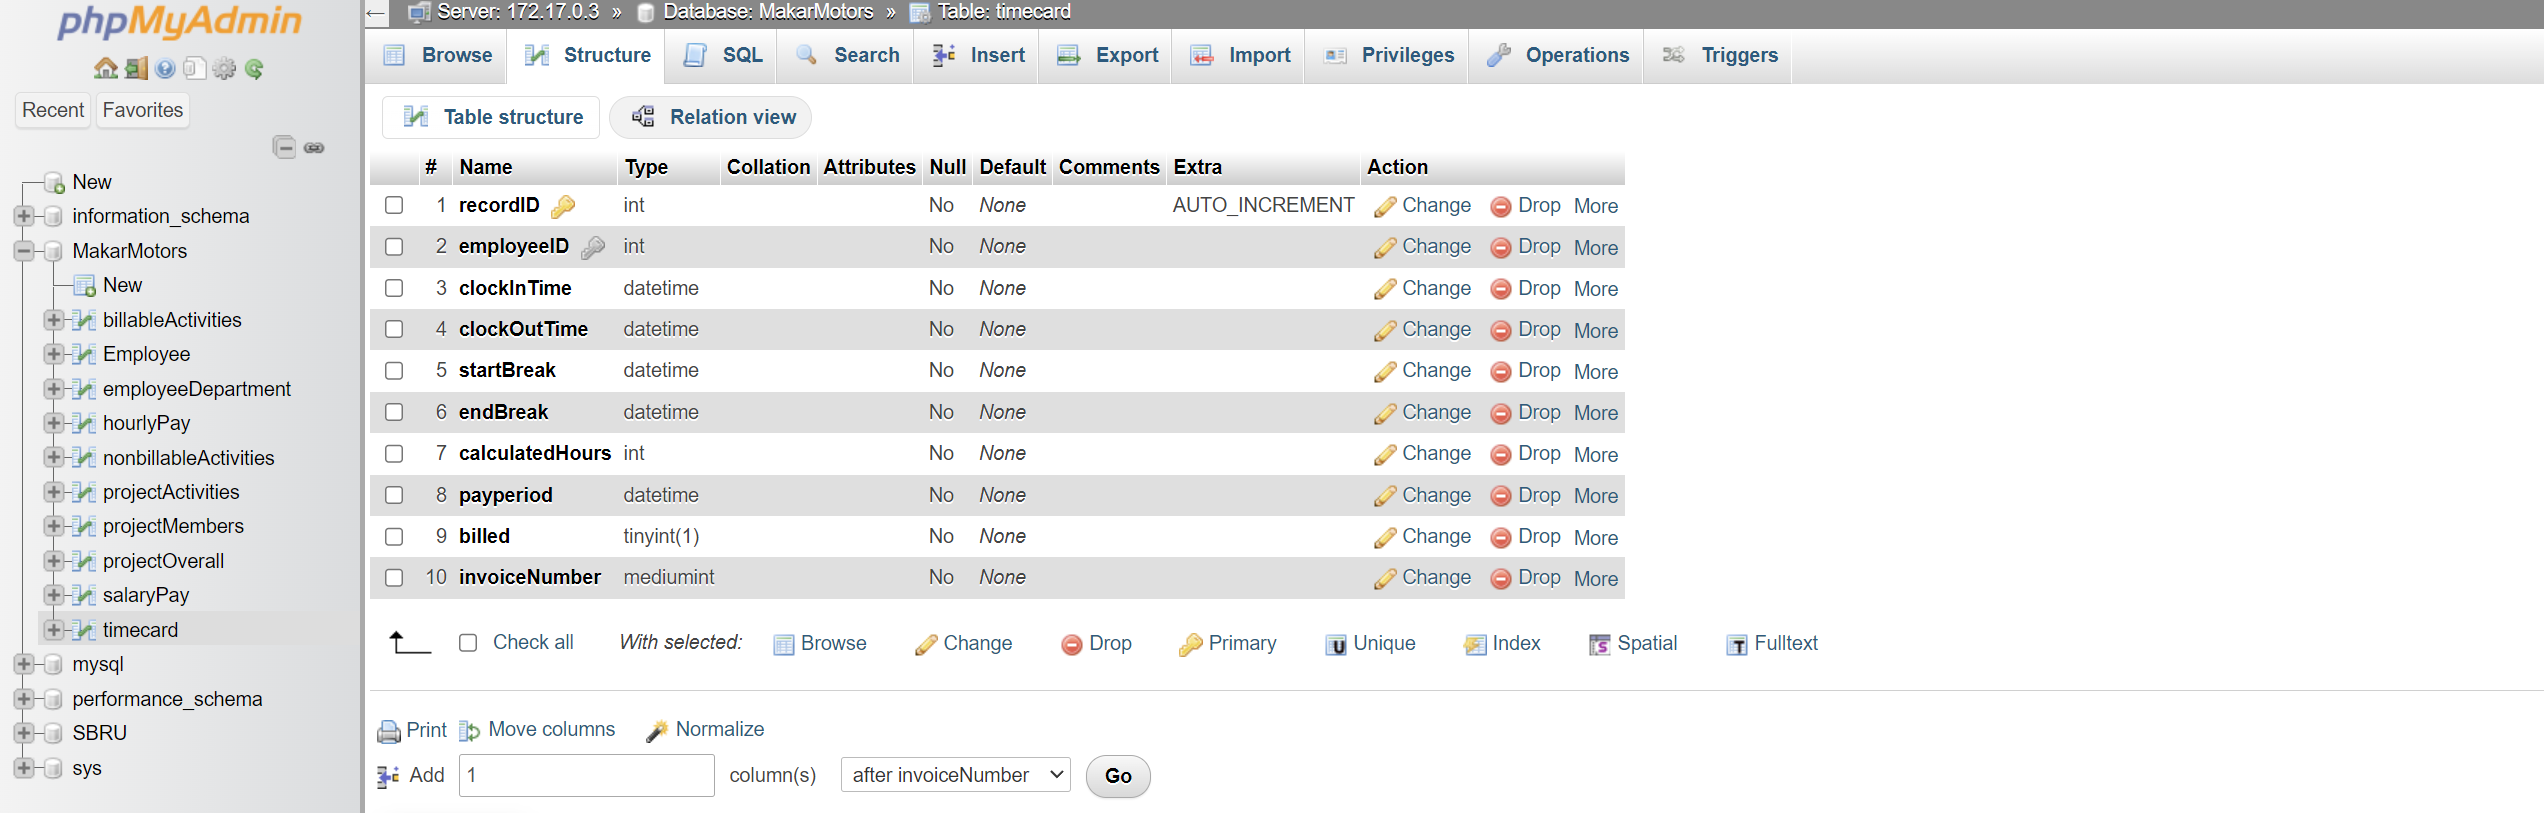 phpMyAdmin
Recent Favorites
New
information_schema
MakarMotors
New
billableActivities
Employee
employeeDepartment
hourlyPay
nonbillableActivities
projectActivities
projectMembers
projectOverall
salaryPay
timecard
mysql
performance_schema
SBRU
sys
Server: 172.17.0.3 » Database: MakarMotors » Table: timecard
Browse Structure SQL Search Insert Export Import Privileges Operations Triggers
Table structure Relation view
# Name Type Collation Attributes Null Default Comments Extra Action
1 recordID int No None AUTO_INCREMENT Change Drop More
2 employeeID int No None Change Drop More
3 clockInTime datetime No None Change Drop More
4 clockOutTime datetime No None Change Drop More
5 startBreak datetime No None Change Drop More
6 endBreak datetime No None Change Drop More
7 calculatedHours int No None Change Drop More
8 payperiod datetime No None Change Drop More
9 billed tinyint(1) No None Change Drop More
10 invoiceNumber mediumint No None Change Drop More
Check all With selected: Browse Change Drop Primary Unique Index Spatial Fulltext
Print Move columns Normalize
Add 1 column(s) after invoiceNumber Go